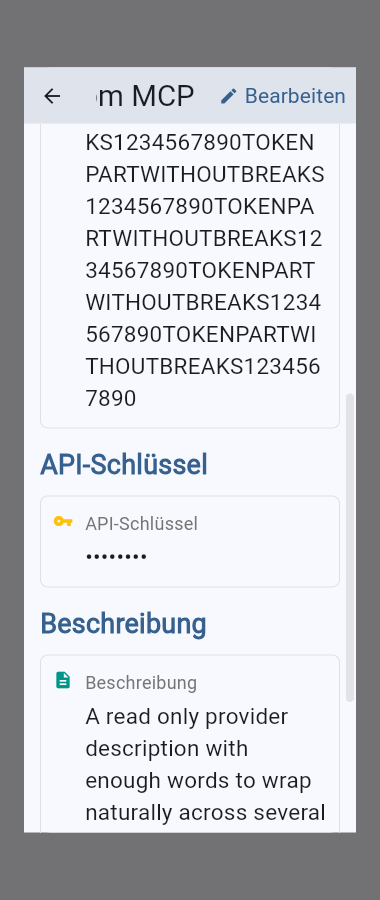 m MCP
Bearbeiten
KS1234567890TOKEN
PARTWITHOUTBREAKS
1234567890TOKENPA
RTWITHOUTBREAKS12
34567890TOKENPART
WITHOUTBREAKS1234
567890TOKENPARTWI
THOUTBREAKS123456
7890
API-Schlüssel
API-Schlüssel
••••••••
Beschreibung
Beschreibung
A read only provider
description with
enough words to wrap
naturally across several